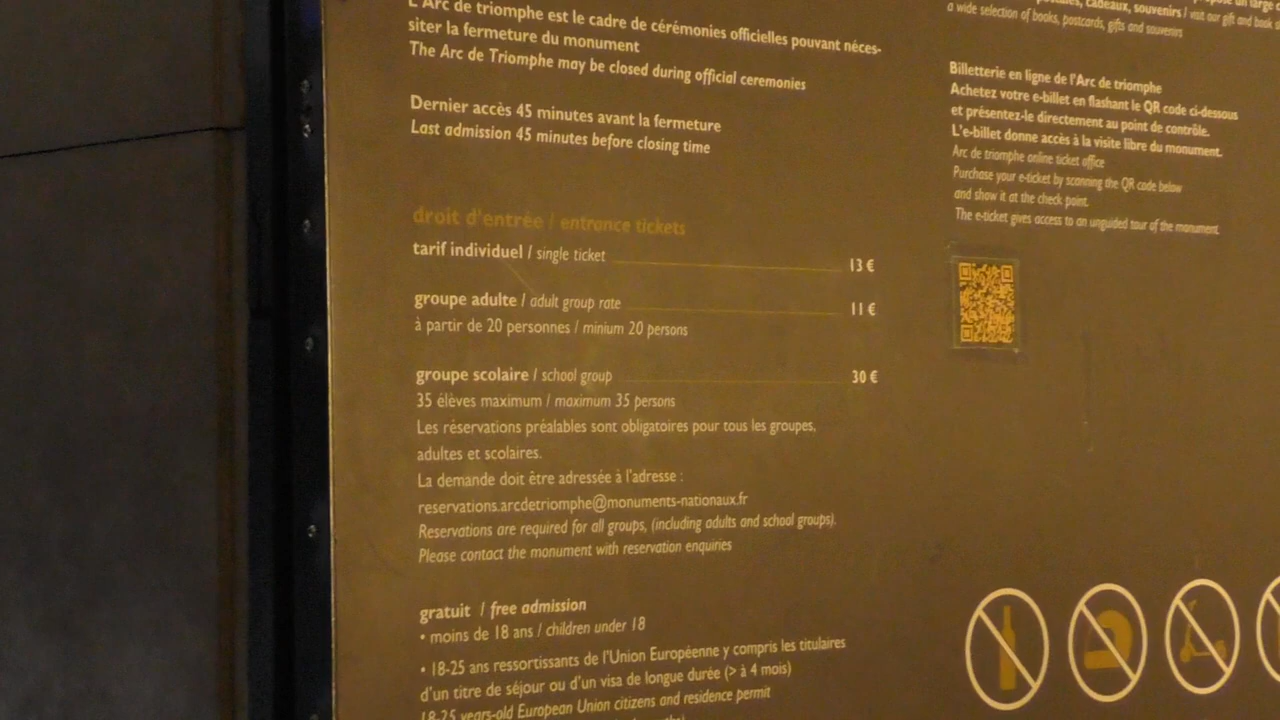 L'Arc de triomphe est le cadre de cérémonies officielles pouvant néces-
siter la fermeture du monument
The Arc de Triomphe may be closed during official ceremonies
Dernier accès 45 minutes avant la fermeture
Last admission 45 minutes before closing time
droit d'entrée / entrance tickets
tarif individuel / single ticket 13 €
groupe adulte / adult group rate 11 €
à partir de 20 personnes / minium 20 persons
groupe scolaire / school group 30 €
35 élèves maximum / maximum 35 persons
Les réservations préalables sont obligatoires pour tous les groupes,
adultes et scolaires.
La demande doit être adressée à l'adresse :
reservations.arcdetriomphe@monuments-nationaux.fr
Reservations are required for all groups, (including adults and school groups).
Please contact the monument with reservation enquiries
gratuit / free admission
• moins de 18 ans / children under 18
• 18-25 ans ressortissants de l'Union Européenne y compris les titulaires
d'un titre de séjour ou d'un visa de longue durée (> à 4 mois)
18-25 years-old European Union citizens and residence permit
cadeaux, souvenirs / visit our gift and book
a wide selection of books, postcards, gifts and souvenirs
Billetterie en ligne de l'Arc de triomphe
Achetez votre e-billet en flashant le QR code ci-dessous
et présentez-le directement au point de contrôle.
L'e-billet donne accès à la visite libre du monument.
Arc de triomphe online ticket office
Purchase your e-ticket by scanning the QR code below
and show it at the check point.
The e-ticket gives access to an unguided tour of the monument.